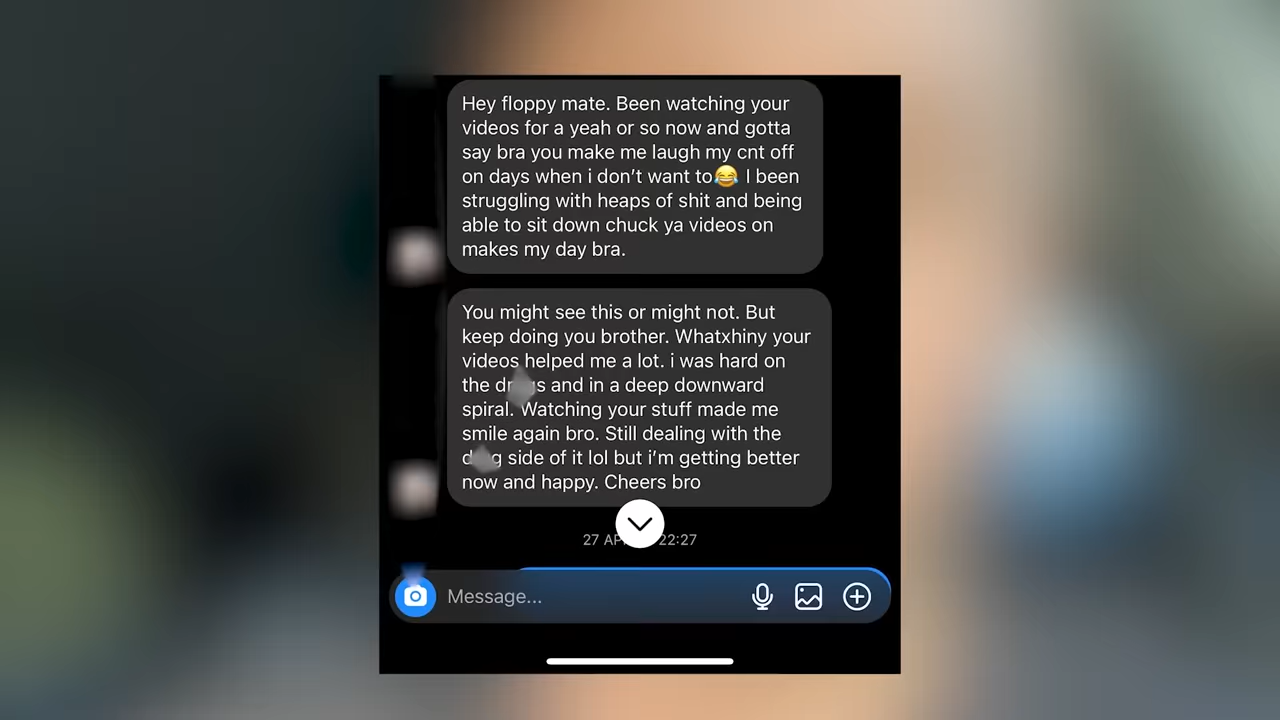 Hey floppy mate. Been watching your
videos for a yeah or so now and gotta
say bra you make me laugh my cnt off
on days when i don’t want to😂 I been
struggling with heaps of shit and being
able to sit down chuck ya videos on
makes my day bra.
You might see this or might not. But
keep doing you brother. Whatxhiny your
videos helped me a lot. i was hard on
the and in a deep downward
spiral. Watching your stuff made me
smile again bro. Still dealing with the
side of it lol but i’m getting better
now and happy. Cheers bro
27 22:27
Message...